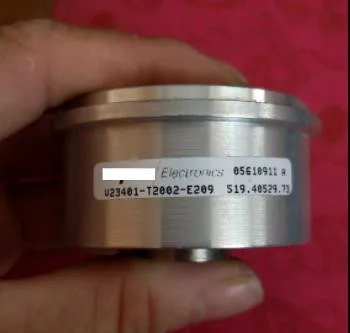 Electronics 05610911 A
V23401-T2002-E209 519.40529.73